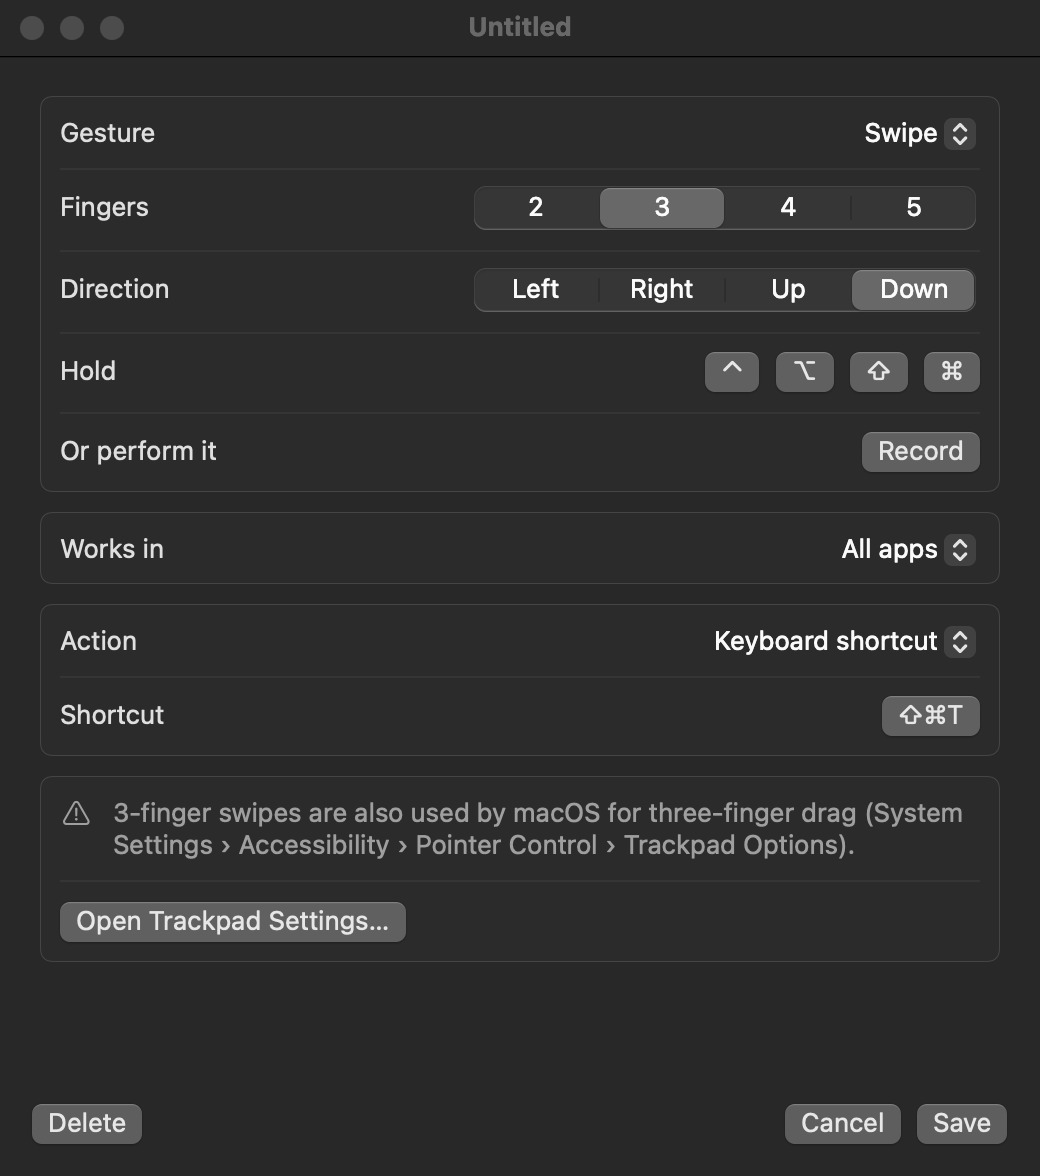 Untitled
Gesture Swipe
Fingers 2 3 4 5
Direction Left Right Up Down
Hold ^ ⌥ ⇧ ⌘
Or perform it Record
Works in All apps
Action Keyboard shortcut
Shortcut ⇧⌘T
3-finger swipes are also used by macOS for three-finger drag (System
Settings › Accessibility › Pointer Control › Trackpad Options).
Open Trackpad Settings...
Delete Cancel Save